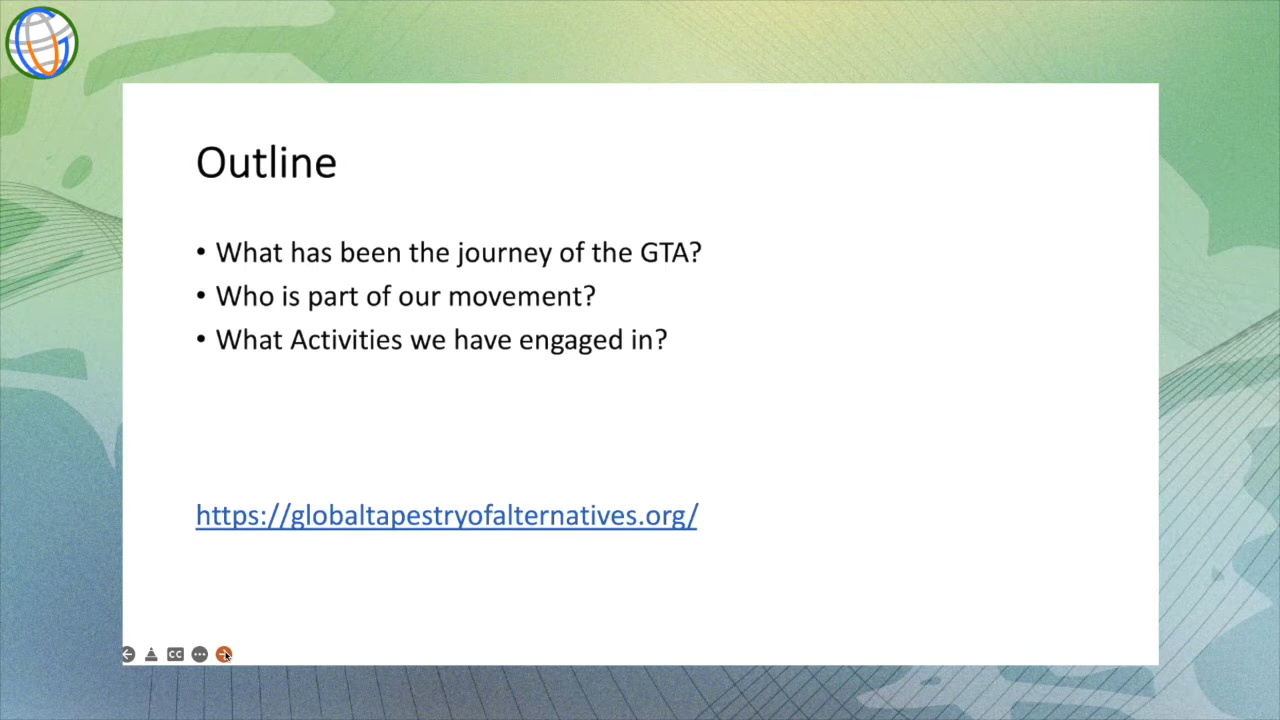 Outline
• What has been the journey of the GTA?
• Who is part of our movement?
• What Activities we have engaged in?
https://globaltapestryofalternatives.org/
CC